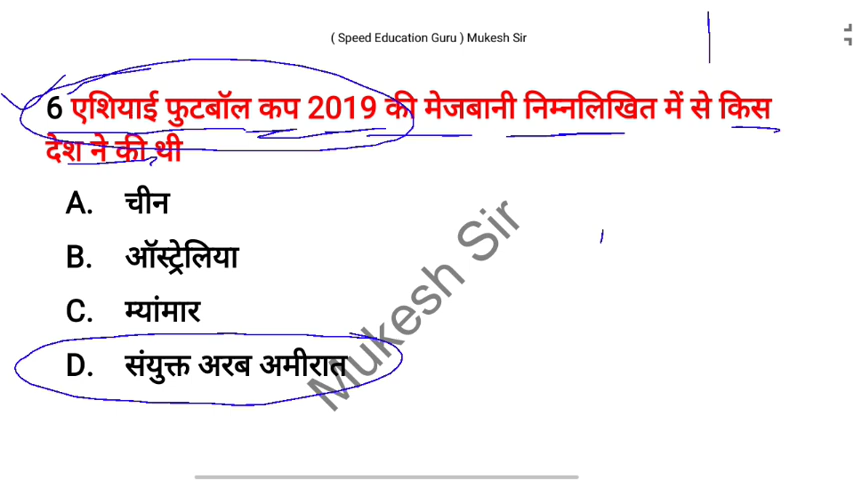 ( Speed Education Guru ) Mukesh Sir
6 एशियाई फुटबॉल कप 2019 की मेजबानी निम्नलिखित में से किस
देश ने की थी
A. चीन
B. ऑस्ट्रेलिया
C. म्यांमार
D. संयुक्त अरब अमीरात
Mukesh Sir